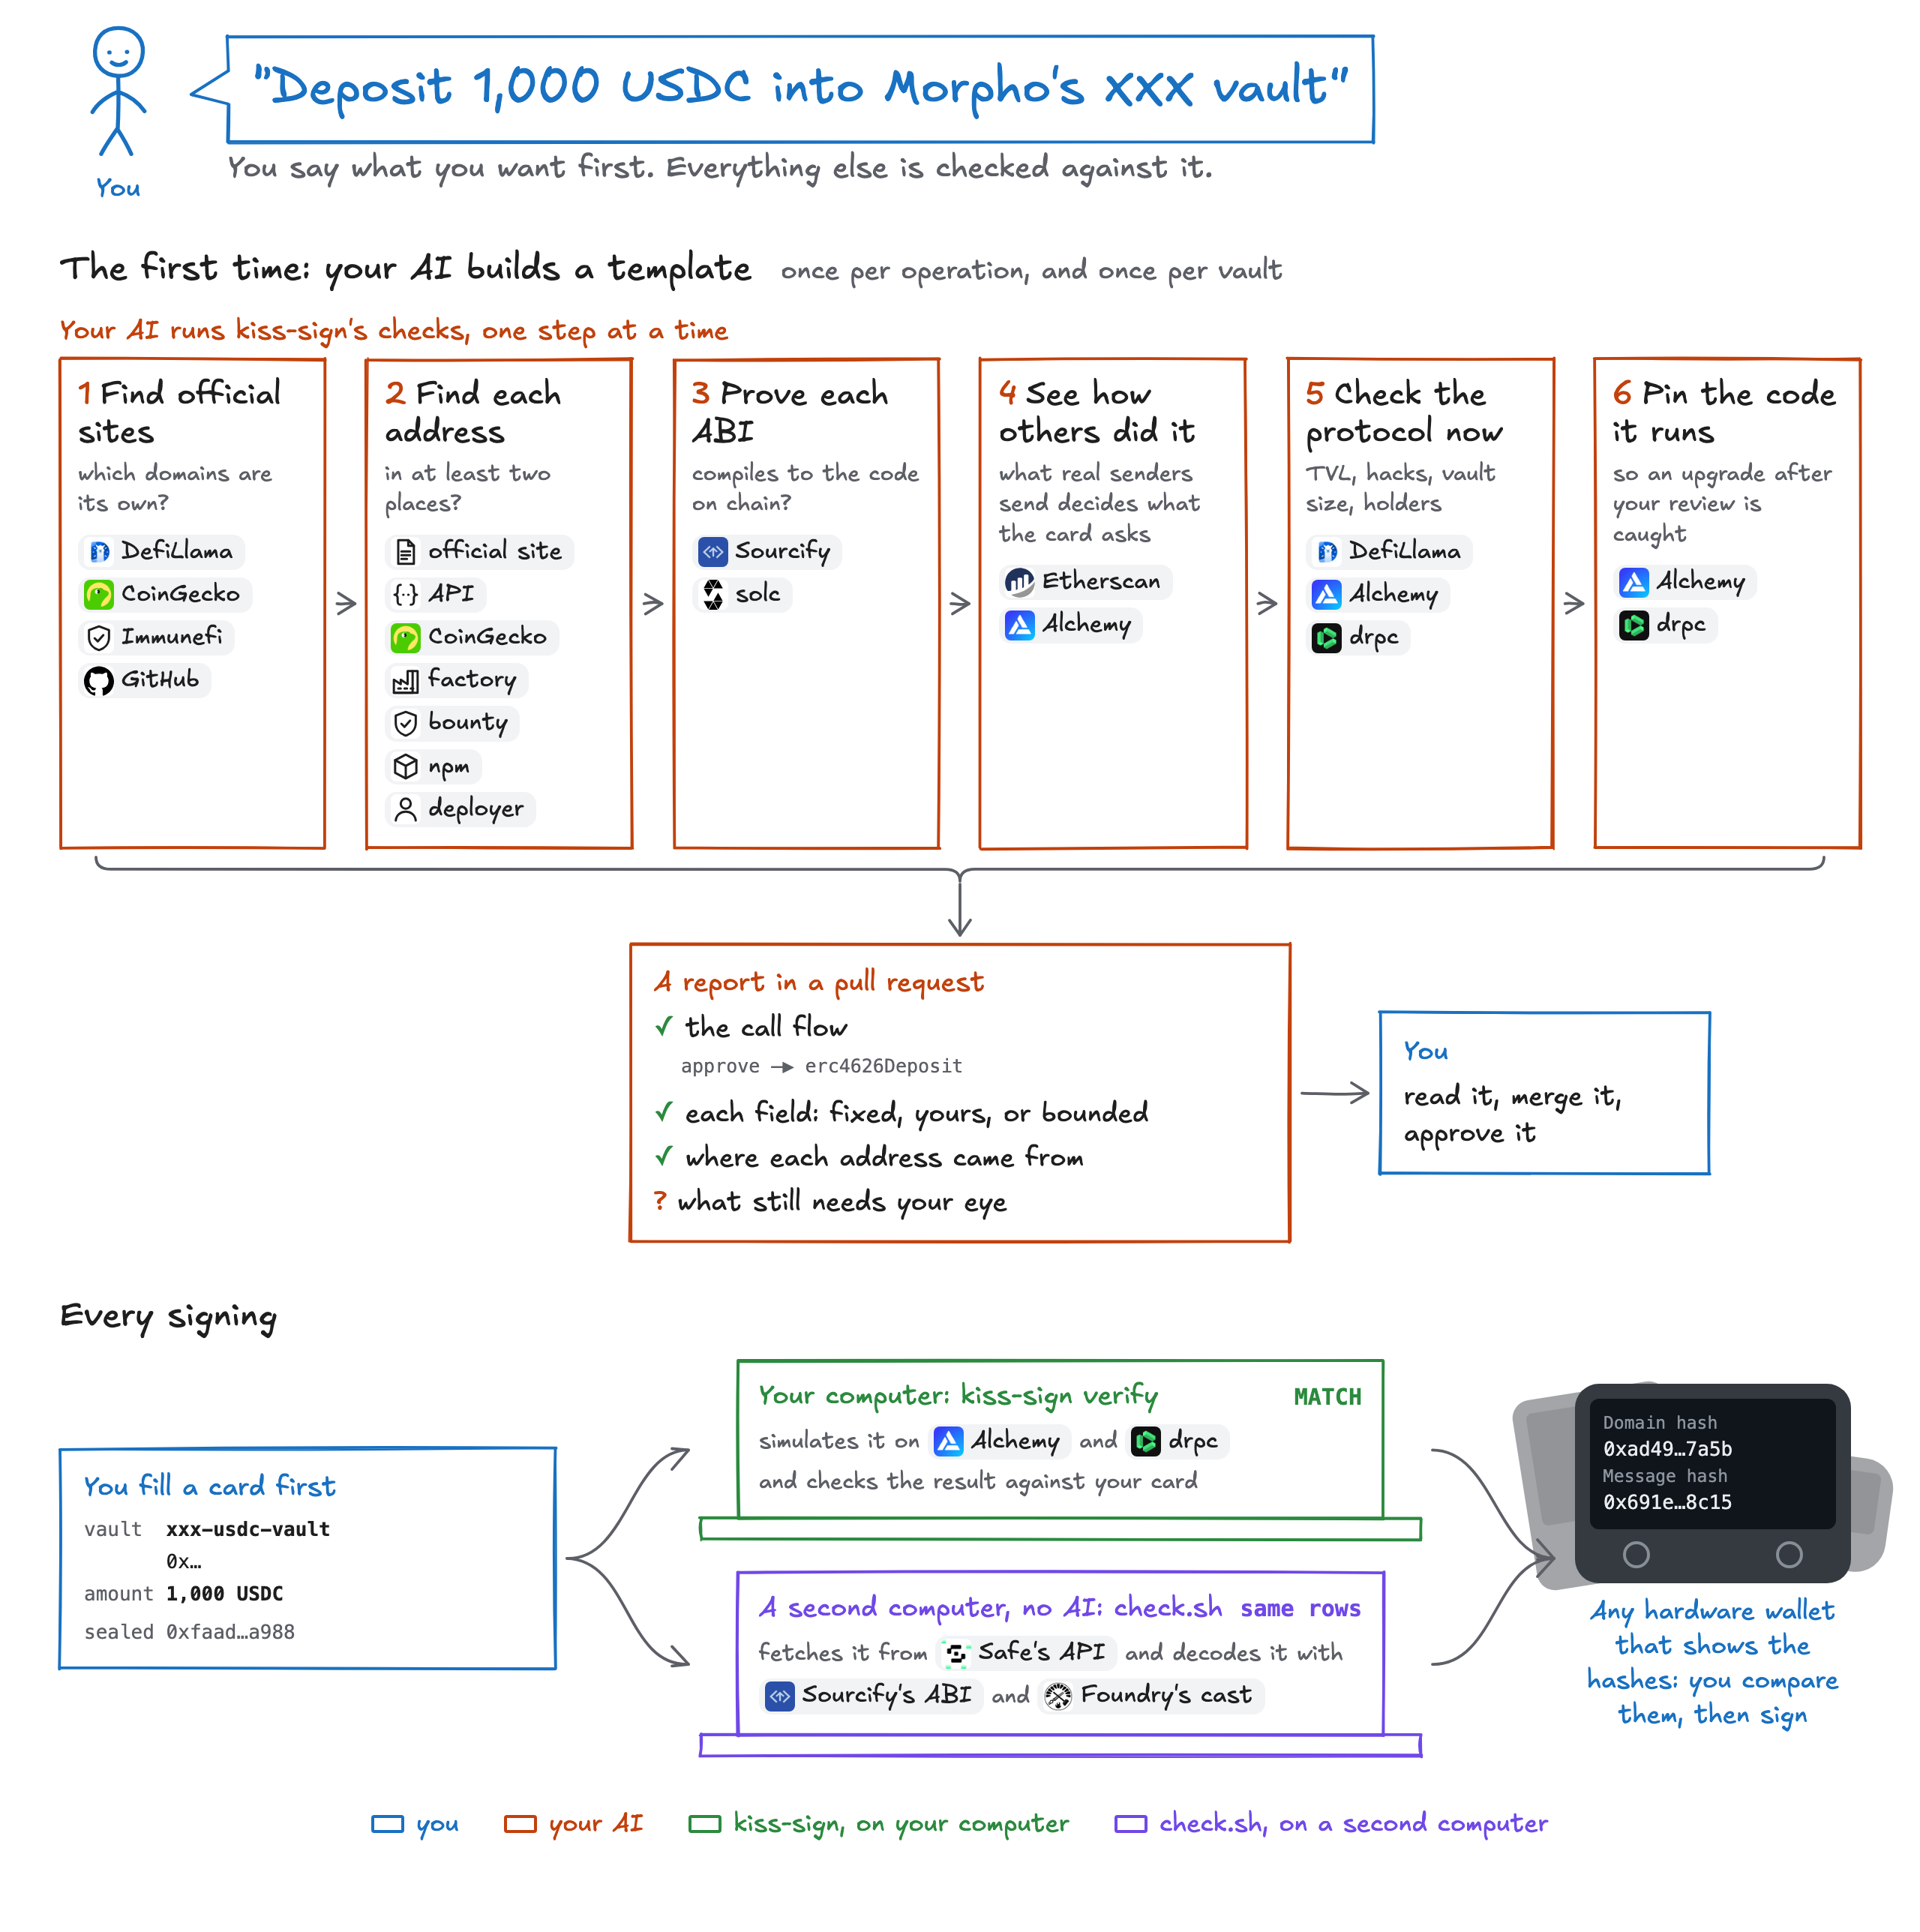 "Deposit 1,000 USDC into Morpho's XXX vault"
You
You say what you want first. Everything else is checked against it.
The first time: your AI builds a template once per operation, and once per vault
Your AI runs kiss-sign's checks, one step at a time
1 Find official
sites
which domains are
its own?
DefiLlama
CoinGecko
Immunefi
GitHub
2 Find each
address
in at least two
places?
official site
API
CoinGecko
factory
bounty
npm
deployer
3 Prove each
ABI
compiles to the code
on chain?
Sourcify
solc
4 See how
others did it
what real senders
send decides what
the card asks
Etherscan
Alchemy
5 Check the
protocol now
TVL, hacks, vault
size, holders
DefiLlama
Alchemy
drpc
6 Pin the code
it runs
so an upgrade after
your review is
caught
Alchemy
drpc
A report in a pull request
✓ the call flow
approve → erc4626Deposit
✓ each field: fixed, yours, or bounded
✓ where each address came from
? what still needs your eye
You
read it, merge it,
approve it
Every signing
You fill a card first
vault xxx-usdc-vault
0x…
amount 1,000 USDC
sealed 0xfaad…a988
Your computer: kiss-sign verify MATCH
simulates it on Alchemy and drpc
and checks the result against your card
A second computer, no AI: check.sh same rows
fetches it from Safe's API and decodes it with
Sourcify's ABI and Foundry's cast
Domain hash
0xad49…7a5b
Message hash
0x691e…8c15
Any hardware wallet
that shows the
hashes: you compare
them, then sign
you
your AI
kiss-sign, on your computer
check.sh, on a second computer